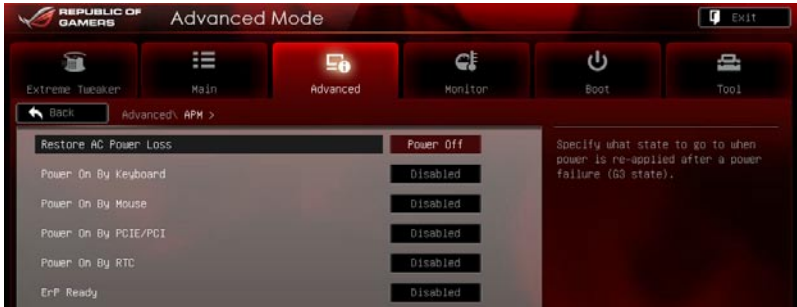 REPUBLIC OF
GAMERS
Advanced Mode
Exit
Extreme Tweaker
Main
Advanced
Monitor
Boot
Tool
Back
Advanced\ APM >
Restore AC Power Loss
Power Off
Power On By Keyboard
Disabled
Power On By Mouse
Disabled
Power On By PCIE/PCI
Disabled
Power On By RTC
Disabled
ErP Ready
Disabled
Specify what state to go to when
power is re-applied after a power
failure (G3 state).